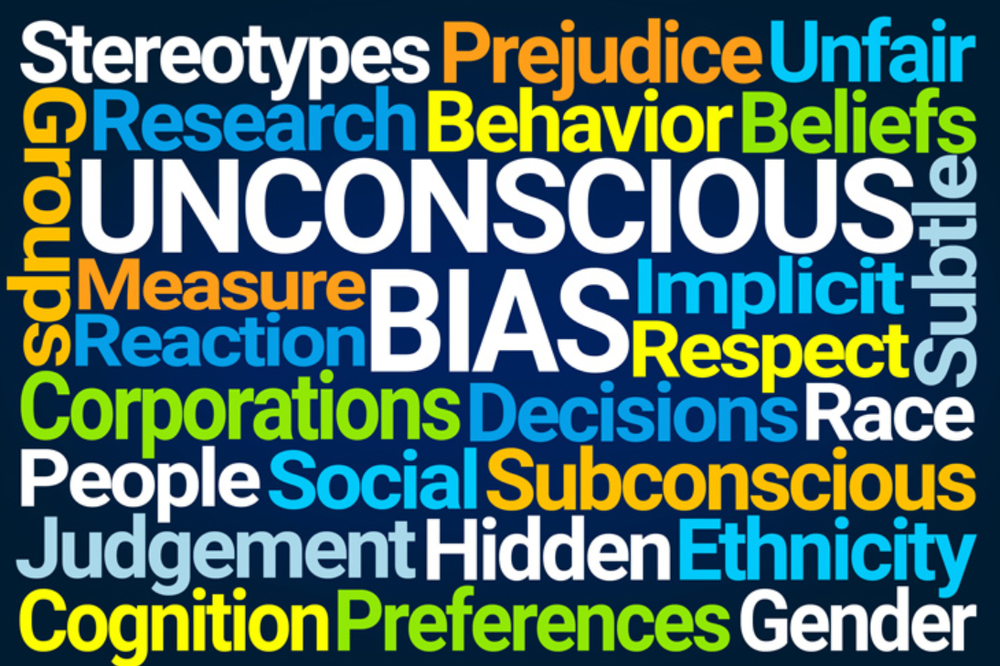 Stereotypes Prejudice Unfair
Groups
Research Behavior Beliefs
UNCONSCIOUS
Subtle
Measure
BIAS
Implicit
Reaction
Respect
Corporations Decisions Race
People Social Subconscious
Judgement Hidden Ethnicity
Cognition Preferences Gender